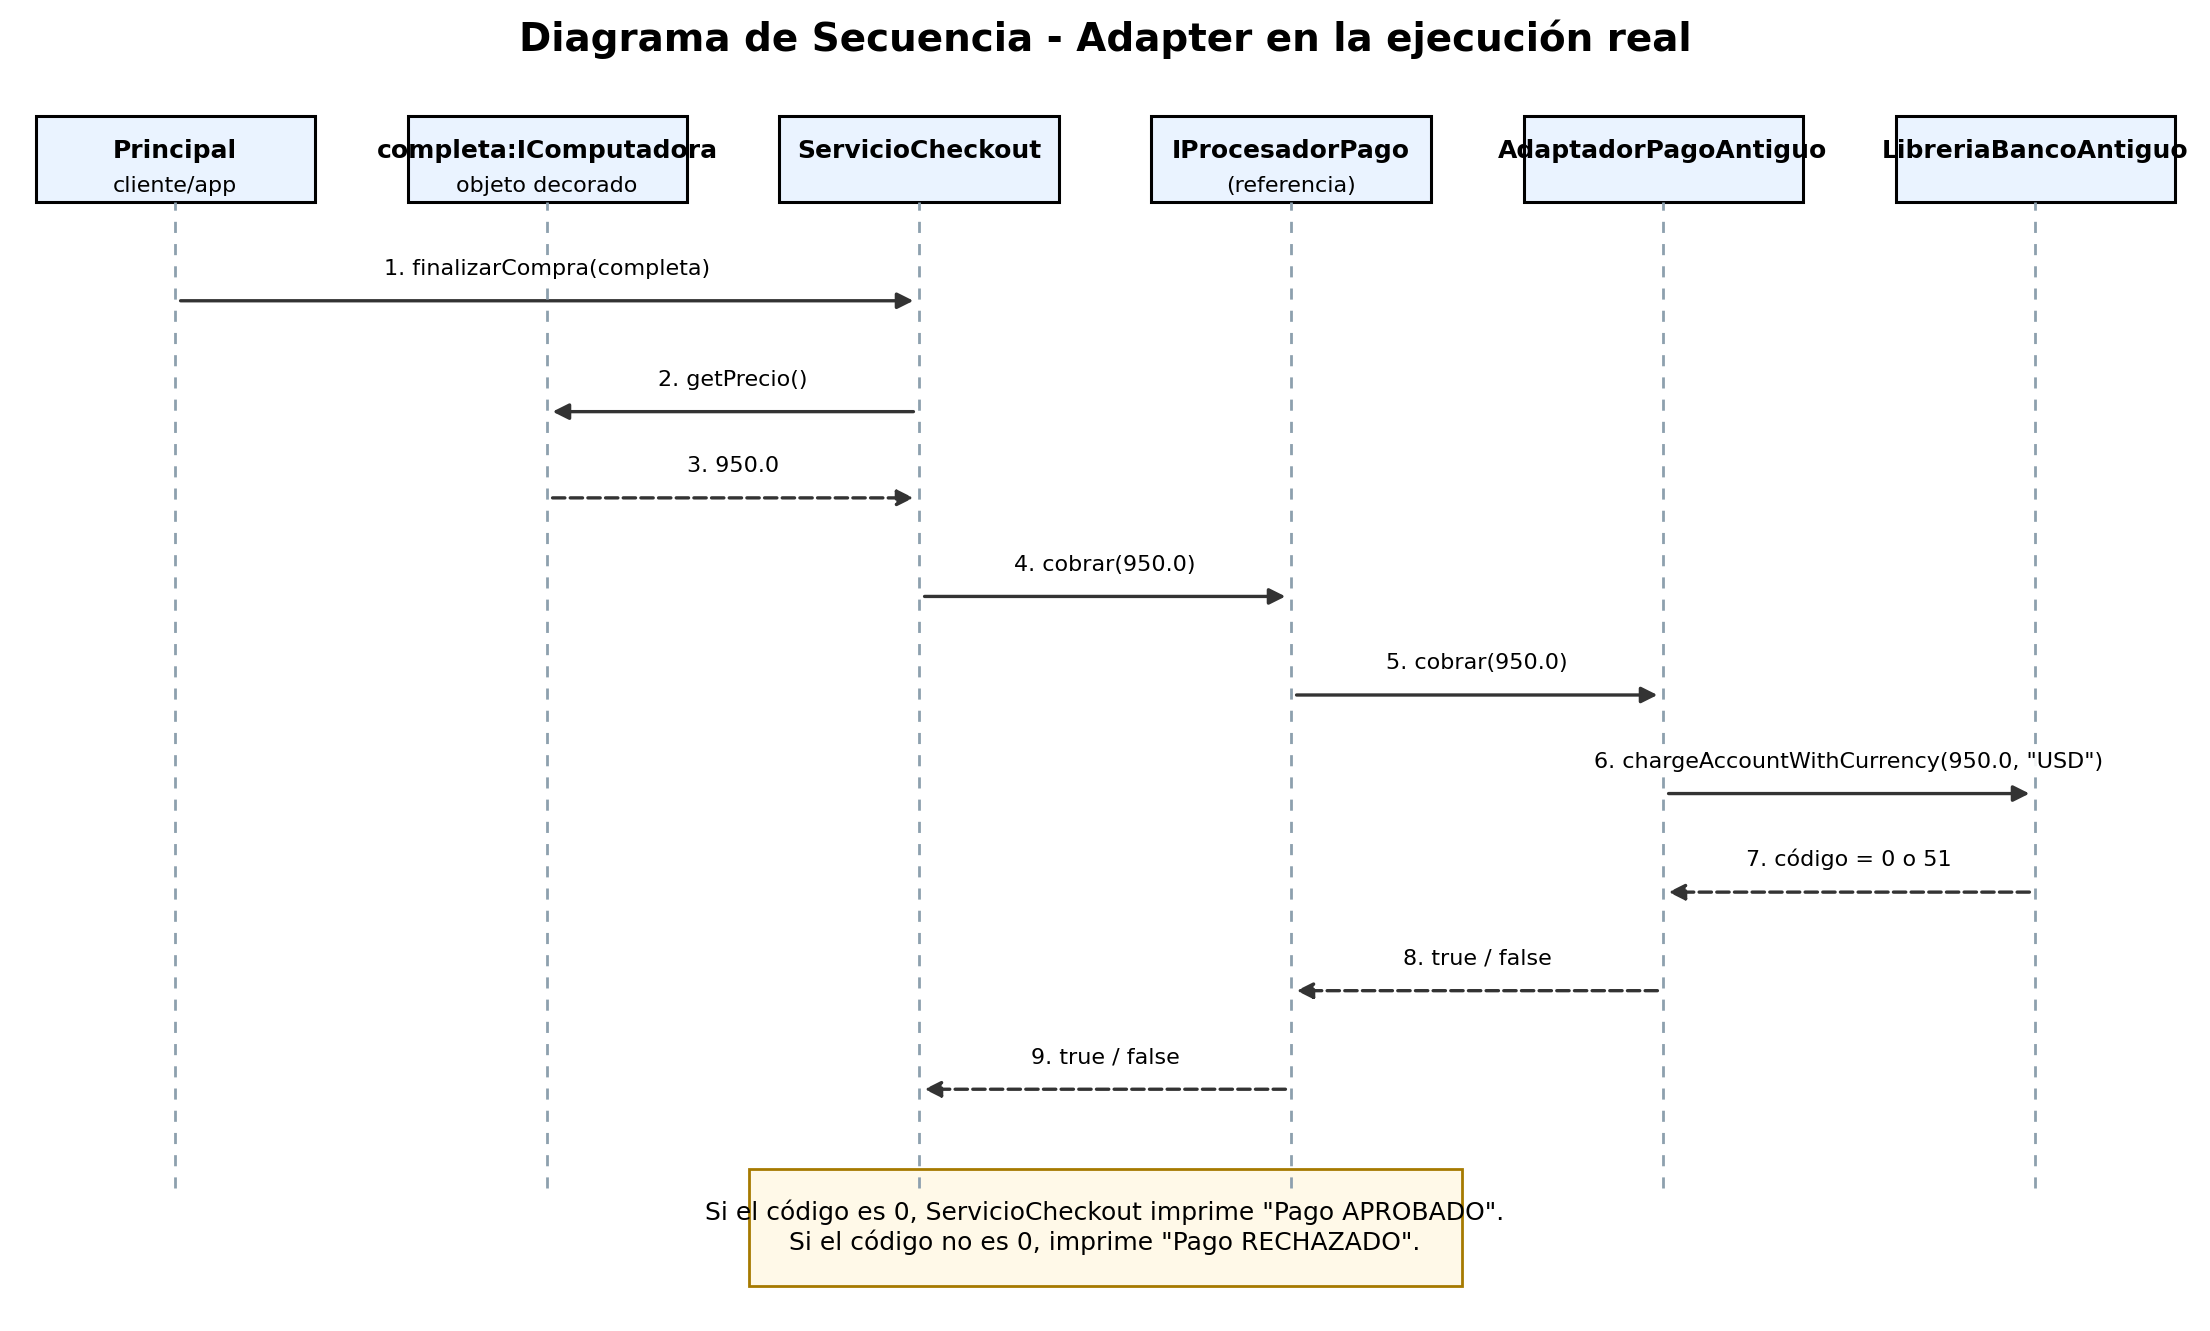 Diagrama de Secuencia - Adapter en la ejecución real
Principal
cliente/app
completa:IComputadora
objeto decorado
ServicioCheckout
IProcesadorPago
(referencia)
AdaptadorPagoAntiguo
LibreriaBancoAntiguo
1. finalizarCompra(completa)
2. getPrecio()
3. 950.0
4. cobrar(950.0)
5. cobrar(950.0)
6. chargeAccountWithCurrency(950.0, "USD")
7. código = 0 o 51
8. true / false
9. true / false
Si el código es 0, ServicioCheckout imprime "Pago APROBADO".
Si el código no es 0, imprime "Pago RECHAZADO".